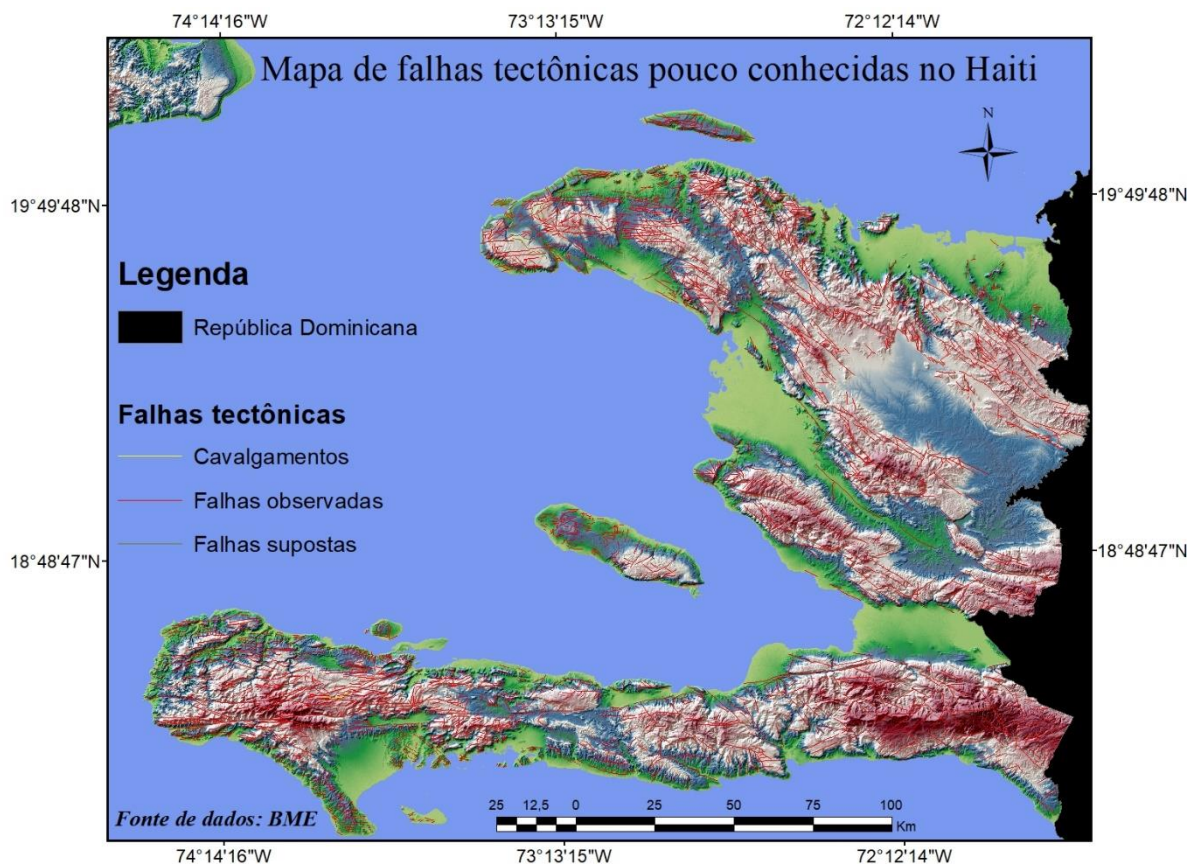 74°14'16"W 73°13'15"W 72°12'14"W
Mapa de falhas tectônicas pouco conhecidas no Haiti
N
19°49'48"N 19°49'48"N
Legenda
República Dominicana
Falhas tectônicas
Cavalgamentos
Falhas observadas
Falhas supostas
18°48'47"N 18°48'47"N
Fonte de dados: BME
25 12,5 0 25 50 75 100
Km
74°14'16"W 73°13'15"W 72°12'14"W